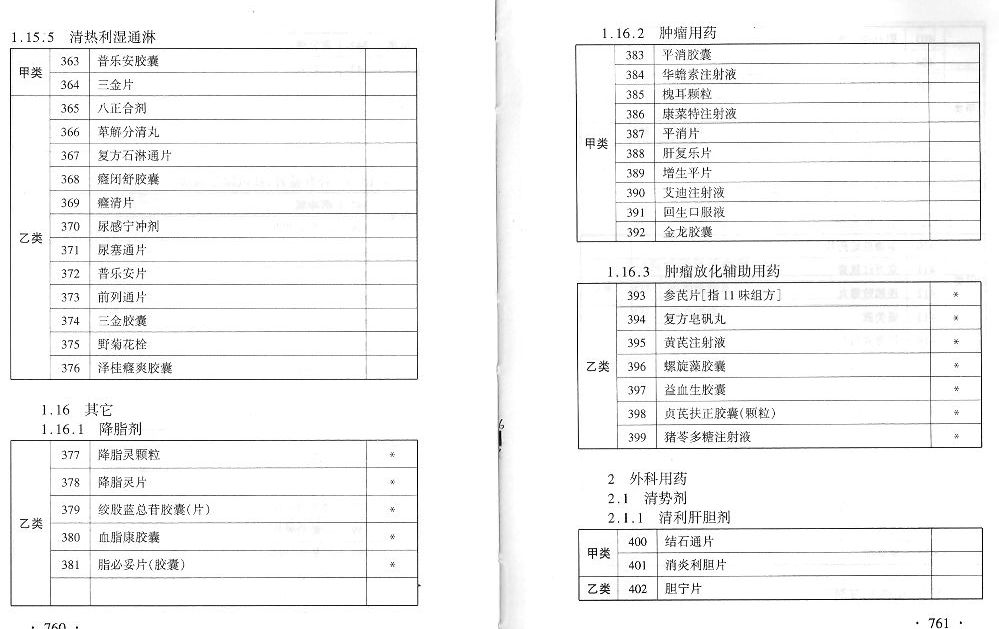 1.15.5 清热利湿通淋
甲类
363 普乐安胶囊
364 三金片
乙类
365 八正合剂
366 萆解分清丸
367 复方石淋通片
368 癃闭舒胶囊
369 癃清片
370 尿感宁冲剂
371 尿塞通片
372 普乐安片
373 前列通片
374 三金胶囊
375 野菊花栓
376 泽桂癃爽胶囊
1.16 其它
1.16.1 降脂剂
乙类
377 降脂灵颗粒 *
378 降脂灵片 *
379 绞股蓝总苷胶囊(片) *
380 血脂康胶囊 *
381 脂必妥片(胶囊) *
· 760 ·
1.16.2 肿瘤用药
甲类
383 平消胶囊
384 华蟾素注射液
385 槐耳颗粒
386 康莱特注射液
387 平消片
388 肝复乐片
389 增生平片
390 艾迪注射液
391 回生口服液
392 金龙胶囊
1.16.3 肿瘤放化辅助用药
乙类
393 参芪片[指11味组方] *
394 复方皂矾丸 *
395 黄芪注射液 *
396 螺旋藻胶囊 *
397 益血生胶囊 *
398 贞芪扶正胶囊(颗粒) *
399 猪苓多糖注射液 *
2 外科用药
2.1 清势剂
2.1.1 清利肝胆剂
甲类
400 结石通片
401 消炎利胆片
乙类 402 胆宁片
· 761 ·